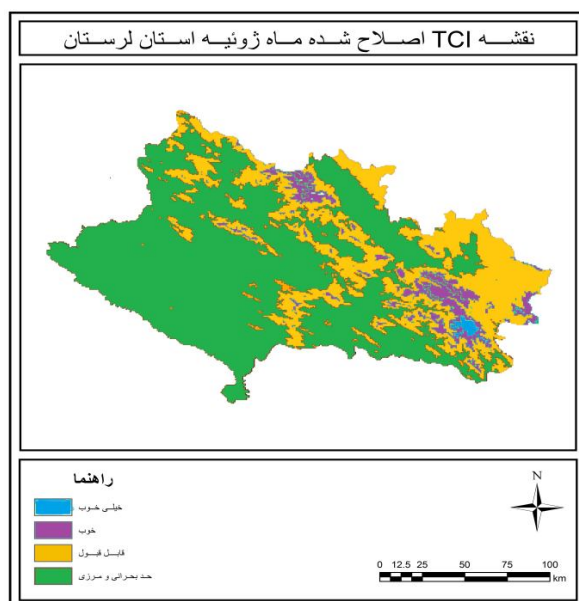 نقشه TCI اصلاح شده ماه ژوئیه استان لرستان
راهنما
خیلی خوب
خوب
قابل قبول
حد بحرانی و مرزی
N
0 12.5 25 50 75 100
km